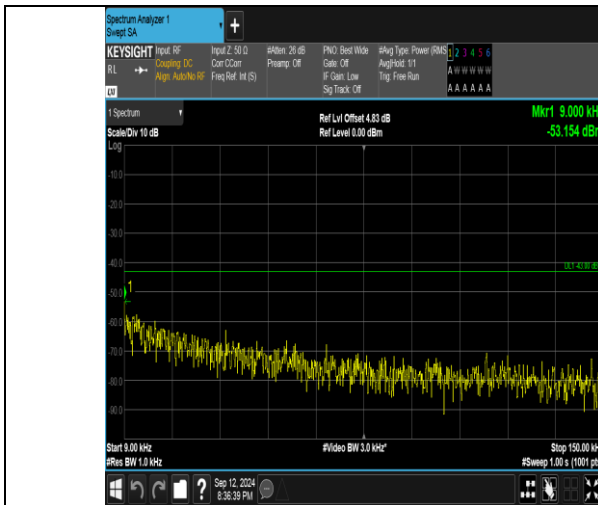 Spectrum Analyzer 1
Swept SA
+
KEYSIGHT
RL
Input: RF
Coupling: DC
Align: Auto/No RF
Input Z: 50 Ω
Corr CCorr
Freq Ref: Int (S)
#Atten: 26 dB
Preamp: Off
PNO: Best Wide
Gate: Off
IF Gain: Low
Sig Track: Off
#Avg Type: Power (RMS
Avg|Hold: 1/1
Trig: Free Run
1 2 3 4 5 6
A W W W W W
A A A A A A
1 Spectrum
Scale/Div 10 dB
Ref Lvl Offset 4.83 dB
Ref Level 0.00 dBm
Mkr1 9.000 kH
-53.154 dBr
Log
-10.0
-20.0
-30.0
-40.0
DL1 -43.00 dB
1
-50.0
-60.0
-70.0
-80.0
-90.0
Start 9.00 kHz
#Res BW 1.0 kHz
#Video BW 3.0 kHz*
Stop 150.00 kH
#Sweep 1.00 s (1001 pts
?
Sep 12, 2024
8:36:39 PM